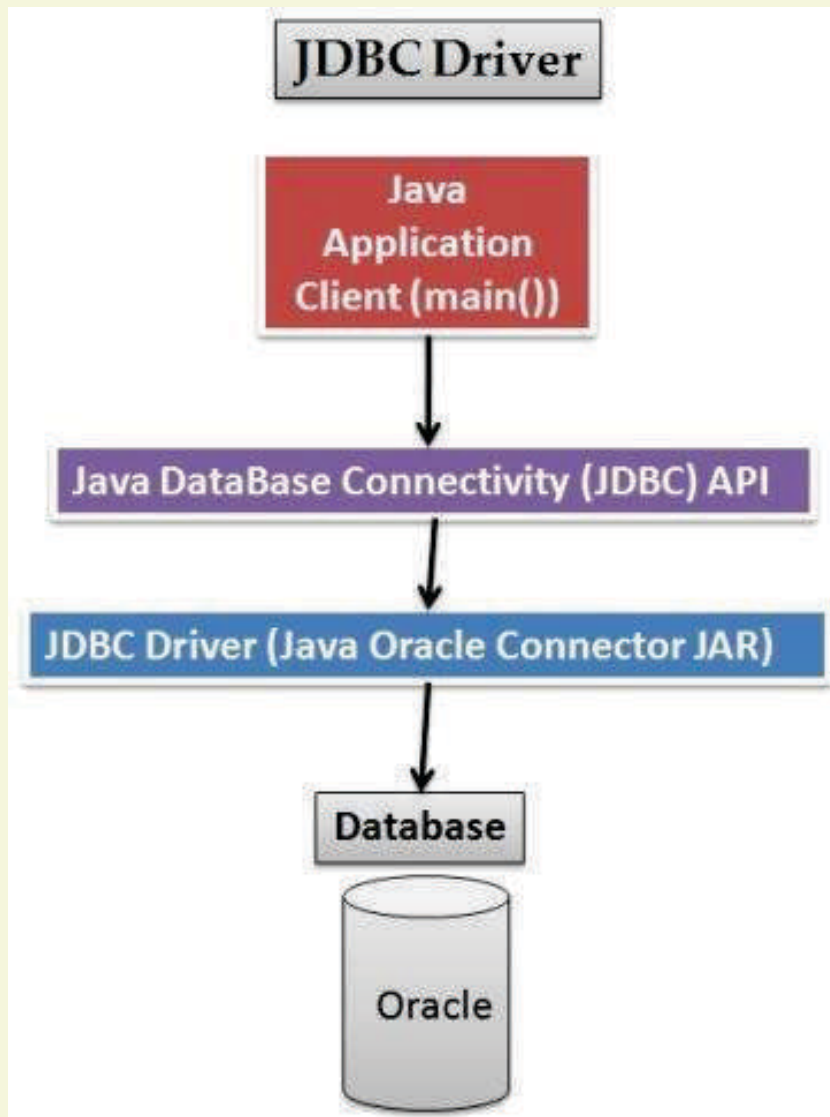 JDBC Driver
Java
Application
Client (main())
Java DataBase Connectivity (JDBC) API
JDBC Driver (Java Oracle Connector JAR)
Database
Oracle